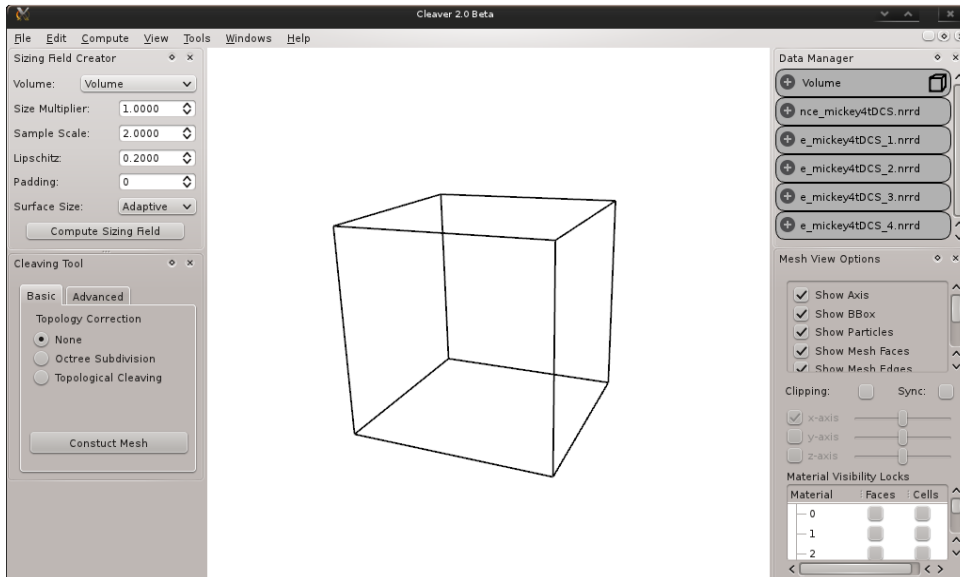 Cleaver 2.0 Beta
File Edit Compute View Tools Windows Help
Sizing Field Creator
Volume: Volume
Size Multiplier: 1.0000
Sample Scale: 2.0000
Lipschitz: 0.2000
Padding: 0
Surface Size: Adaptive
Compute Sizing Field
Cleaving Tool
Basic Advanced
Topology Correction
None
Octree Subdivision
Topological Cleaving
Constuct Mesh
Data Manager
Volume
nce_mickey4tDCS.nrrd
e_mickey4tDCS_1.nrrd
e_mickey4tDCS_2.nrrd
e_mickey4tDCS_3.nrrd
e_mickey4tDCS_4.nrrd
Mesh View Options
Show Axis
Show BBox
Show Particles
Show Mesh Faces
Show Mesh Edges
Clipping: Sync:
x-axis
y-axis
z-axis
Material Visibility Locks
Material Faces Cells
0
1
2